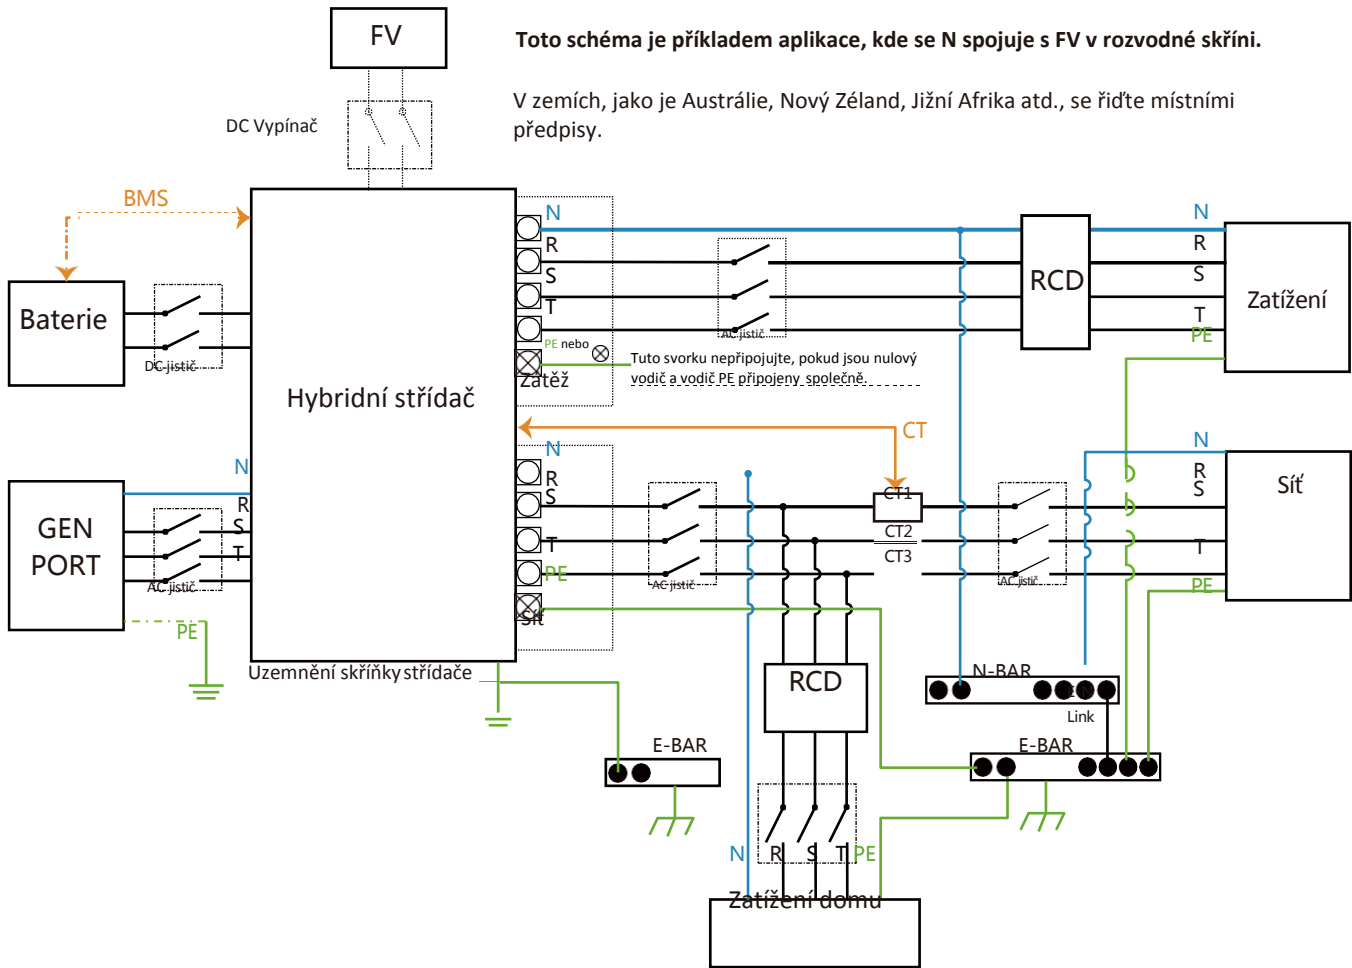 FV
Toto schéma je příkladem aplikace, kde se N spojuje s FV v rozvodné skříni.
V zemích, jako je Austrálie, Nový Zéland, Jižní Afrika atd., se řiďte místními
předpisy.
DC Vypínač
BMS
N
R
S
T
PE nebo
Zátěž
Tuto svorku nepřipojujte, pokud jsou nulový
vodič a vodič PE připojeny společně.
AC jistič
RCD
N
R
S
T
PE
Zatížení
Baterie
DC-jistič
Hybridní střídač
CT
N
R
S
T
PE
Síť
AC jistič
CT1
CT2
CT3
AC jistič
N
R
S
T
PE
Síť
GEN
PORT
N
R
S
T
AC jistič
PE
Uzemnění skříňky střídače
RCD
N-BAR
Link
E-BAR
E-BAR
N
R
S
T
PE
Zatížení domu